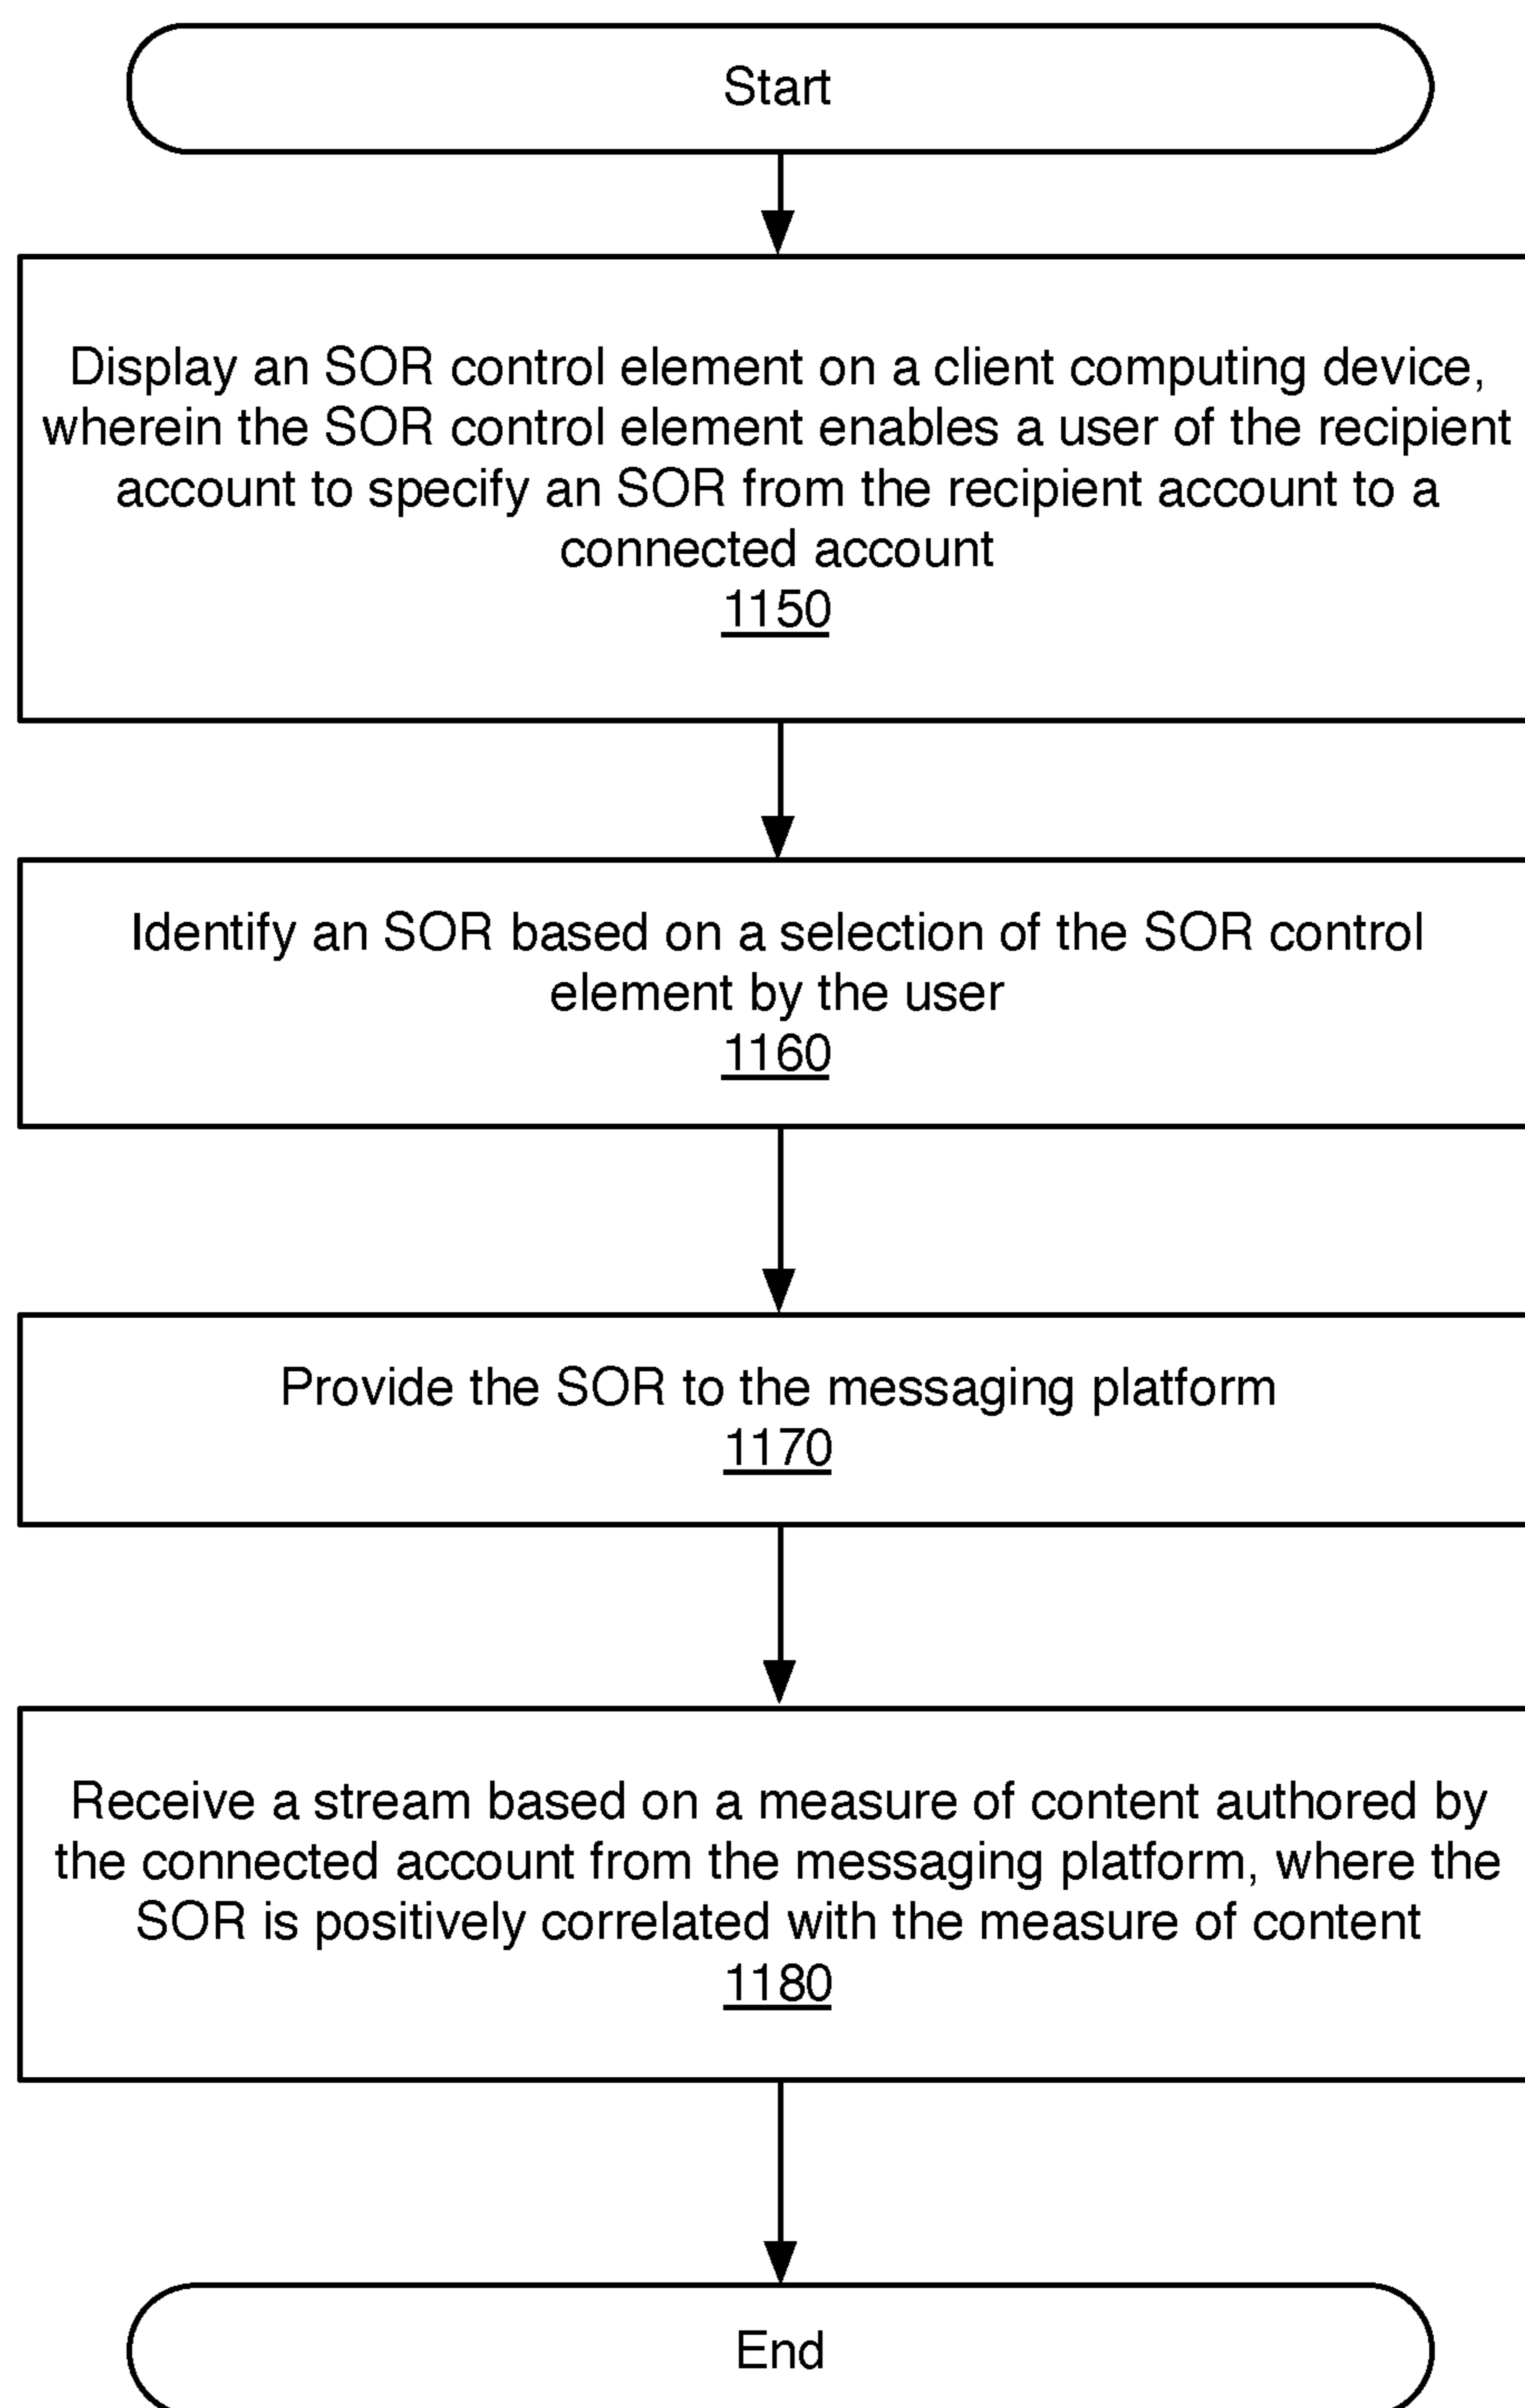 Start
Display an SOR control element on a client computing device,
wherein the SOR control element enables a user of the recipient
account to specify an SOR from the recipient account to a
connected account
1150
Identify an SOR based on a selection of the SOR control
element by the user
1160
Provide the SOR to the messaging platform
1170
Receive a stream based on a measure of content authored by
the connected account from the messaging platform, where the
SOR is positively correlated with the measure of content
1180
End